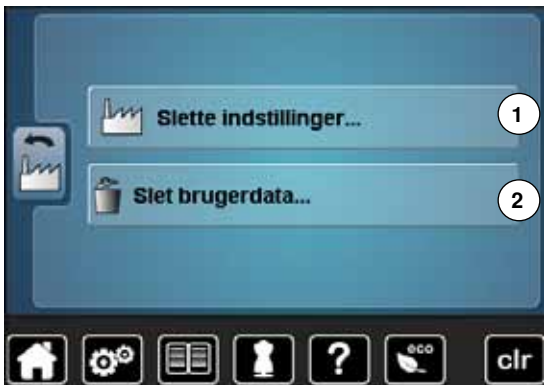 Slette indstillinger...
1
Slet brugerdata...
2
? eco clr